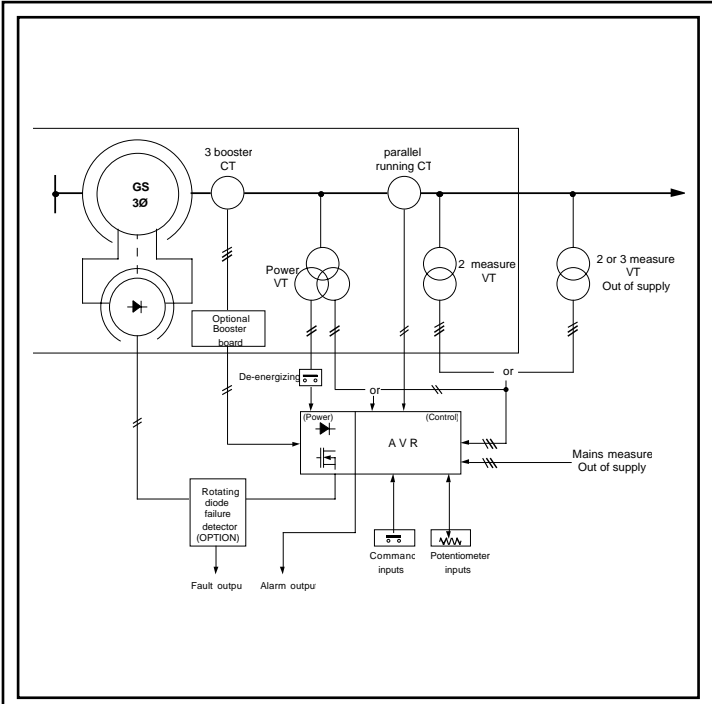 3 booster
CT
parallel
running CT
GS
3Ø
Power
VT
2 measure
VT
2 or 3 measure
VT
Out of supply
Optional
Booster
board
or
De-energizing
or
(Power)
(Control)
A V R
Mains measure
Out of supply
Rotating
diode
failure
detector
(OPTION)
Command
inputs
Potentiometer
inputs
Fault outpu
Alarm outpu